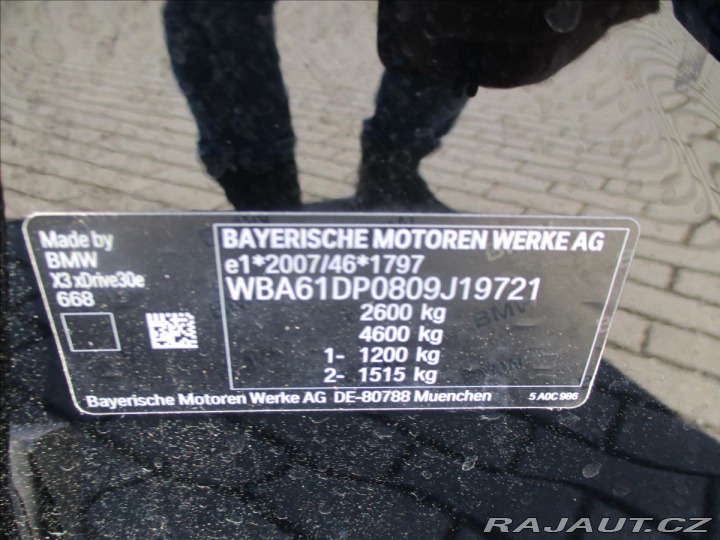 Made by
BMW
X3 xDrive30e
668
BAYERISCHE MOTOREN WERKE AG
e1*2007/46*1797
WBA61DP0809J19721
2600 kg
4600 kg
1- 1200 kg
2- 1515 kg
Bayerische Motoren Werke AG DE-80788 Muenchen
5 A0C 986
RAJAUT.CZ